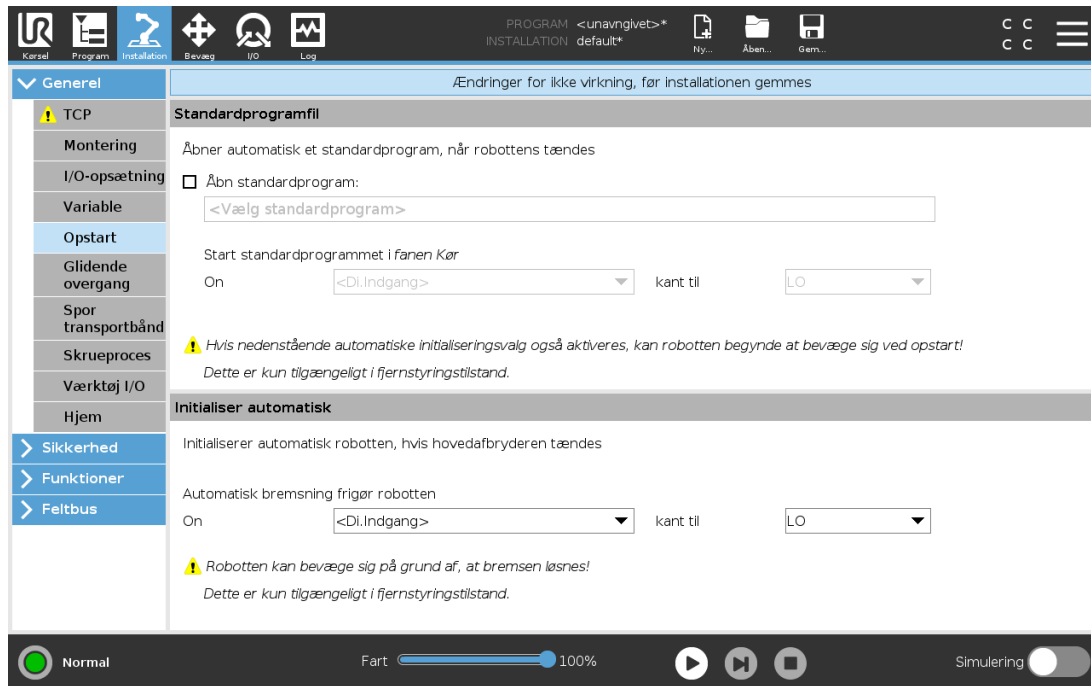 PROGRAM <unavngivet>*
INSTALLATION default*
C C
C C
UR
Kørsel
Program
Installation
Bevæg
I/O
Log
Ny...
Åben...
Gem...
Generel
TCP
Montering
I/O-opsætning
Variable
Opstart
Glidende
overgang
Spor
transportbånd
Skrueproces
Værktøj I/O
Hjem
Sikkerhed
Funktioner
Feltbus
Ændringer for ikke virkning, før installationen gemmes
Standardprogramfil
Åbner automatisk et standardprogram, når robottens tændes
Åbn standardprogram:
<Vælg standardprogram>
Start standardprogrammet i fanen Kør
On <Di.Indgang> kant til LO
Hvis nedenstående automatiske initialiseringsvalg også aktiveres, kan robotten begynde at bevæge sig ved opstart!
Dette er kun tilgængeligt i fjernstyringstilstand.
Initialiser automatisk
Initialiserer automatisk robotten, hvis hovedafbryderen tændes
Automatisk bremsning frigør robotten
On <Di.Indgang> kant til LO
Robotten kan bevæge sig på grund af, at bremsen løsnes!
Dette er kun tilgængeligt i fjernstyringstilstand.
Normal
Fart 100%
Simulering